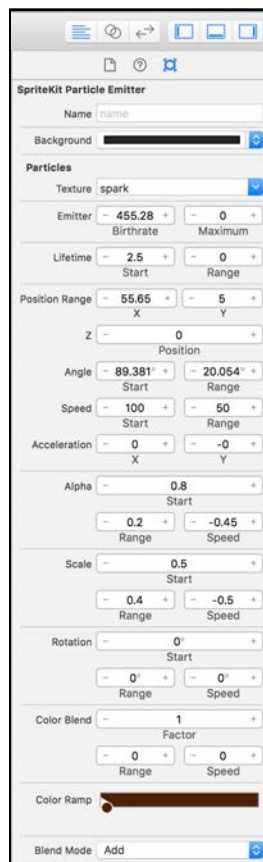 SpriteKit Particle Emitter
Name name
Background
Particles
Texture spark
Emitter - 455.28 + - 0 +
Birthrate Maximum
Lifetime - 2.5 + - 0 +
Start Range
Position Range - 55.65 + - 5 +
X Y
Z - 0 +
Position
Angle - 89.381° + - 20.054° +
Start Range
Speed - 100 + - 50 +
Start Range
Acceleration - 0 + - -0 +
X Y
Alpha - 0.8 +
Start
- 0.2 + - -0.45 +
Range Speed
Scale - 0.5 +
Start
- 0.4 + - -0.5 +
Range Speed
Rotation - 0° +
Start
- 0° + - 0° +
Range Speed
Color Blend - 1 +
Factor
- 0 + - 0 +
Range Speed
Color Ramp
Blend Mode Add